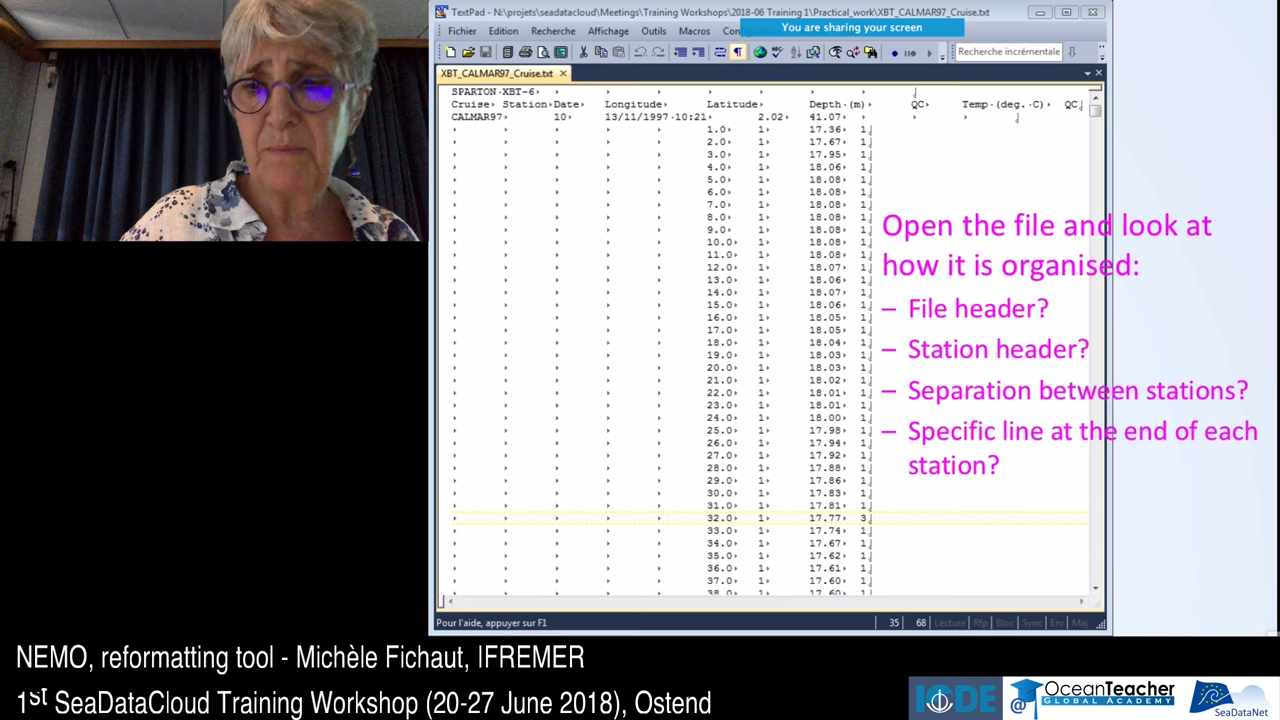 TextPad - N:\projets\seadatacloud\Meetings\Training Workshops\2018-06 Training 1\Practical_work\XBT_CALMAR97_Cruise.txt
You are sharing your screen
Fichier Edition Recherche Affichage Outils Macros
Recherche incrémentale
XBT_CALMAR97_Cruise.txt
SPARTON XBT-6
Cruise Station Date Longitude Latitude Depth (m) QC Temp (deg. C) QC
CALMAR97 10 13/11/1997 10:21 2.02 41.07
1.0 1 17.36 1
2.0 1 17.67 1
3.0 1 17.95 1
4.0 1 18.06 1
5.0 1 18.08 1
6.0 1 18.08 1
7.0 1 18.08 1
8.0 1 18.08 1
9.0 1 18.08 1
10.0 1 18.08 1
11.0 1 18.08 1
12.0 1 18.07 1
13.0 1 18.06 1
14.0 1 18.07 1
15.0 1 18.06 1
16.0 1 18.05 1
17.0 1 18.05 1
18.0 1 18.04 1
19.0 1 18.03 1
20.0 1 18.03 1
21.0 1 18.02 1
22.0 1 18.01 1
23.0 1 18.01 1
24.0 1 18.00 1
25.0 1 17.98 1
26.0 1 17.94 1
27.0 1 17.92 1
28.0 1 17.88 1
29.0 1 17.86 1
30.0 1 17.83 1
31.0 1 17.81 1
32.0 1 17.77 3
33.0 1 17.74 1
34.0 1 17.67 1
35.0 1 17.62 1
36.0 1 17.61 1
37.0 1 17.60 1
38.0 1 17.60 1
Open the file and look at
how it is organised:
– File header?
– Station header?
– Separation between stations?
– Specific line at the end of each
station?
Pour l'aide, appuyer sur F1
35 68 Lecture Rfp Bloc Sync Enr Maj
NEMO, reformatting tool - Michèle Fichaut, IFREMER
1st SeaDataCloud Training Workshop (20-27 June 2018), Ostend
IODE
@ OceanTeacher
GLOBAL ACADEMY
SeaDataNet